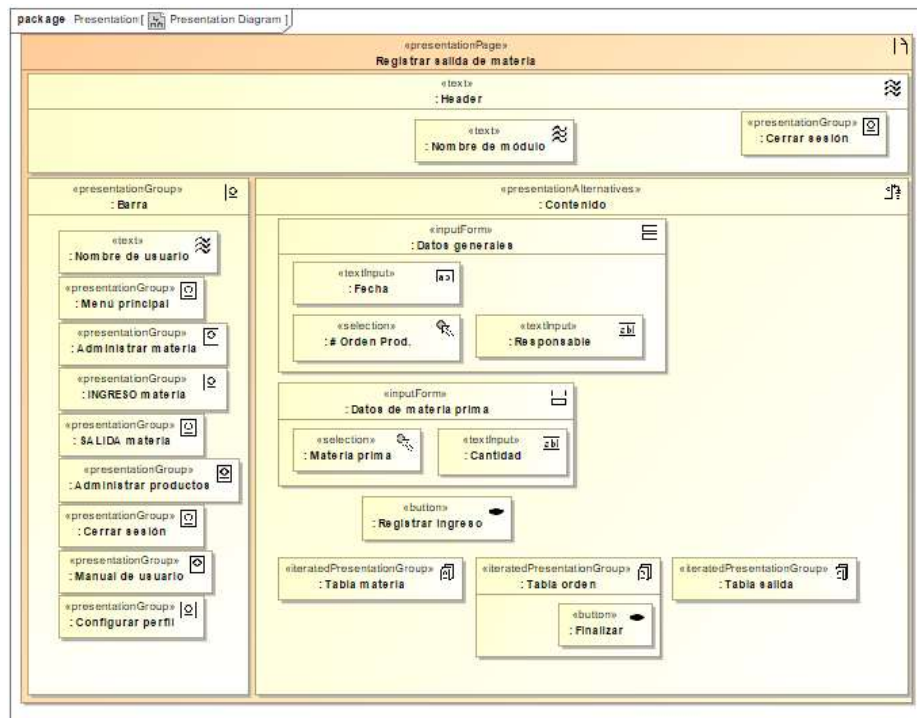 package Presentation [ Presentation Diagram ]
«presentationPage»
Registrar salida de materia
«text»
: Header
«text»
: Nombre de módulo
«presentationGroup»
: Cerrar sesión
«presentationGroup»
: Barra
«text»
: Nombre de usuario
«presentationGroup»
: Menú principal
«presentationGroup»
: Administrar materia
«presentationGroup»
: INGRESO materia
«presentationGroup»
: SALIDA materia
«presentationGroup»
: Administrar productos
«presentationGroup»
: Cerrar sesión
«presentationGroup»
: Manual de usuario
«presentationGroup»
: Configurar perfil
«presentationAlternatives»
: Contenido
«inputForm»
: Datos generales
«textInput»
: Fecha
«selection»
: # Orden Prod.
«textInput»
: Responsable
«inputForm»
: Datos de materia prima
«selection»
: Materia prima
«textInput»
: Cantidad
«button»
: Registrar ingreso
«iteratedPresentationGroup»
: Tabla materia
«iteratedPresentationGroup»
: Tabla orden
«button»
: Finalizar
«iteratedPresentationGroup»
: Tabla salida